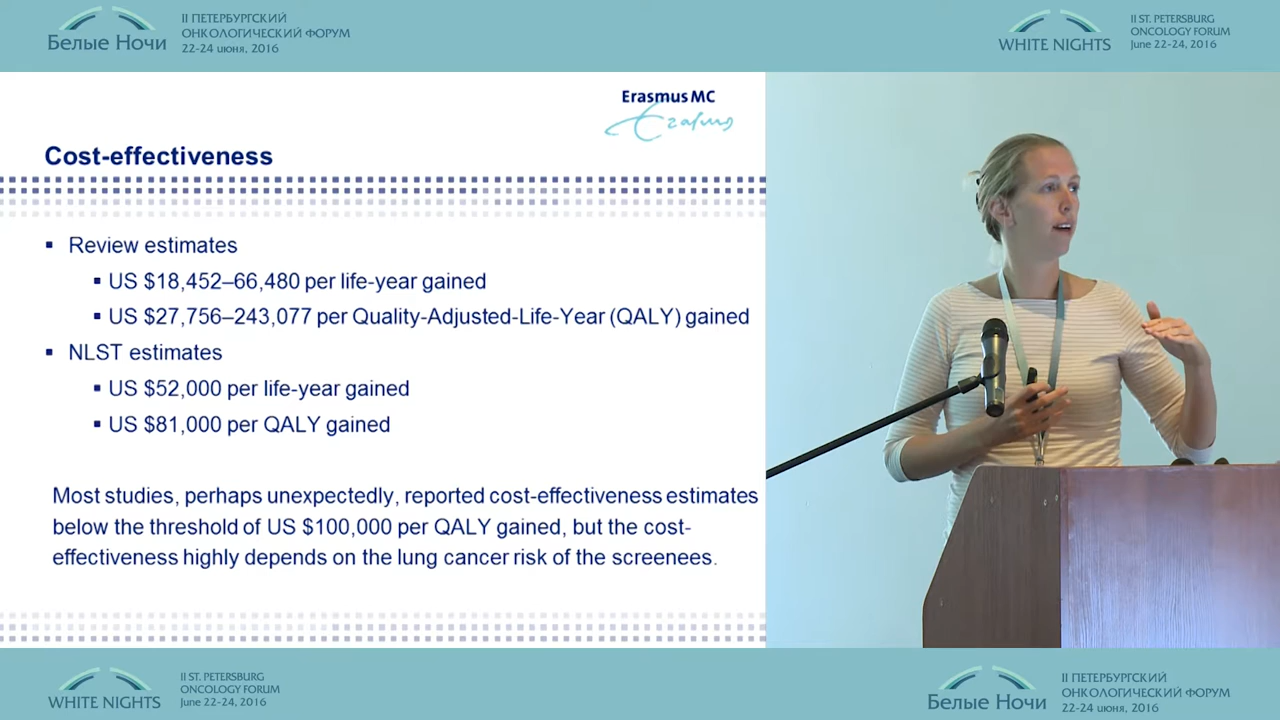 II ПЕТЕРБУРГСКИЙ
ОНКОЛОГИЧЕСКИЙ ФОРУМ
Белые Ночи
22-24 июня, 2016
II ST. PETERSBURG
ONCOLOGY FORUM
WHITE NIGHTS
June 22-24, 2016
Erasmus MC
Erasmus
Cost-effectiveness
▪ Review estimates
▪ US $18,452–66,480 per life-year gained
▪ US $27,756–243,077 per Quality-Adjusted-Life-Year (QALY) gained
▪ NLST estimates
▪ US $52,000 per life-year gained
▪ US $81,000 per QALY gained
Most studies, perhaps unexpectedly, reported cost-effectiveness estimates
below the threshold of US $100,000 per QALY gained, but the cost-
effectiveness highly depends on the lung cancer risk of the screenees.
II ST. PETERSBURG
ONCOLOGY FORUM
WHITE NIGHTS
June 22-24, 2016
II ПЕТЕРБУРГСКИЙ
ОНКОЛОГИЧЕСКИЙ ФОРУМ
Белые Ночи
22-24 июня, 2016